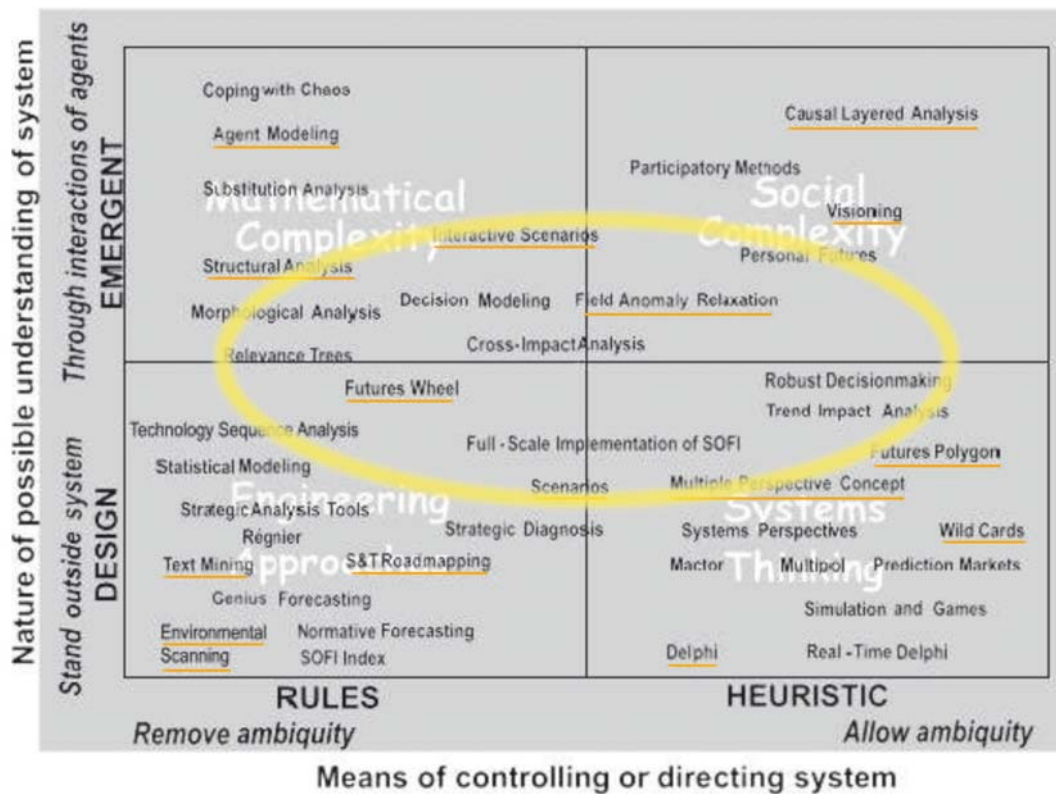 Nature of possible understanding of system
Through interactions of agents
EMERGENT
Stand outside system
DESIGN
Coping with Chaos
Agent Modeling
Substitution Analysis
Mathematical
Complexity
Interactive Scenarios
Structural Analysis
Decision Modeling
Morphological Analysis
Relevance Trees
Causal Layered Analysis
Participatory Methods
Social
Complexity
Visioning
Personal Futures
Field Anomaly Relaxation
Cross-Impact Analysis
Futures Wheel
Technology Sequence Analysis
Statistical Modeling
Engineering
Approaches
Strategic Analysis Tools
Régnier
Text Mining
S&T Roadmapping
Genius Forecasting
Environmental
Scanning
Normative Forecasting
SOFI Index
Full-Scale Implementation of SOFI
Scenarios
Strategic Diagnosis
Robust Decisionmaking
Trend Impact Analysis
Futures Polygon
Multiple Perspective Concept
Systems
Thinking
Systems Perspectives
Wild Cards
Mactor
Multipol
Prediction Markets
Simulation and Games
Delphi
Real-Time Delphi
RULES
HEURISTIC
Remove ambiquity
Allow ambiquity
Means of controlling or directing system